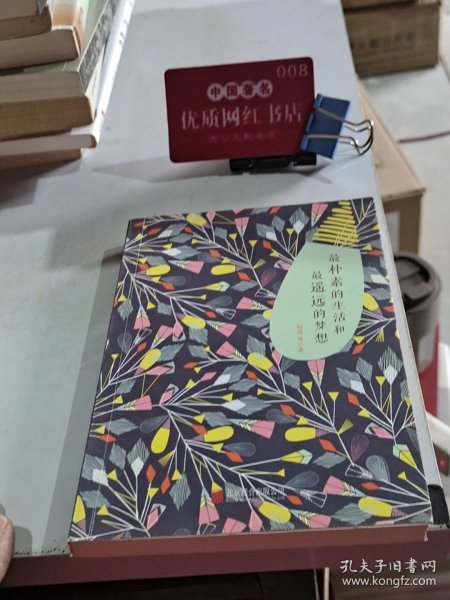 008
中国著名
优质网红书店
最朴素的生活和
最遥远的梦想
孔夫子旧书网
www.kongfz.com